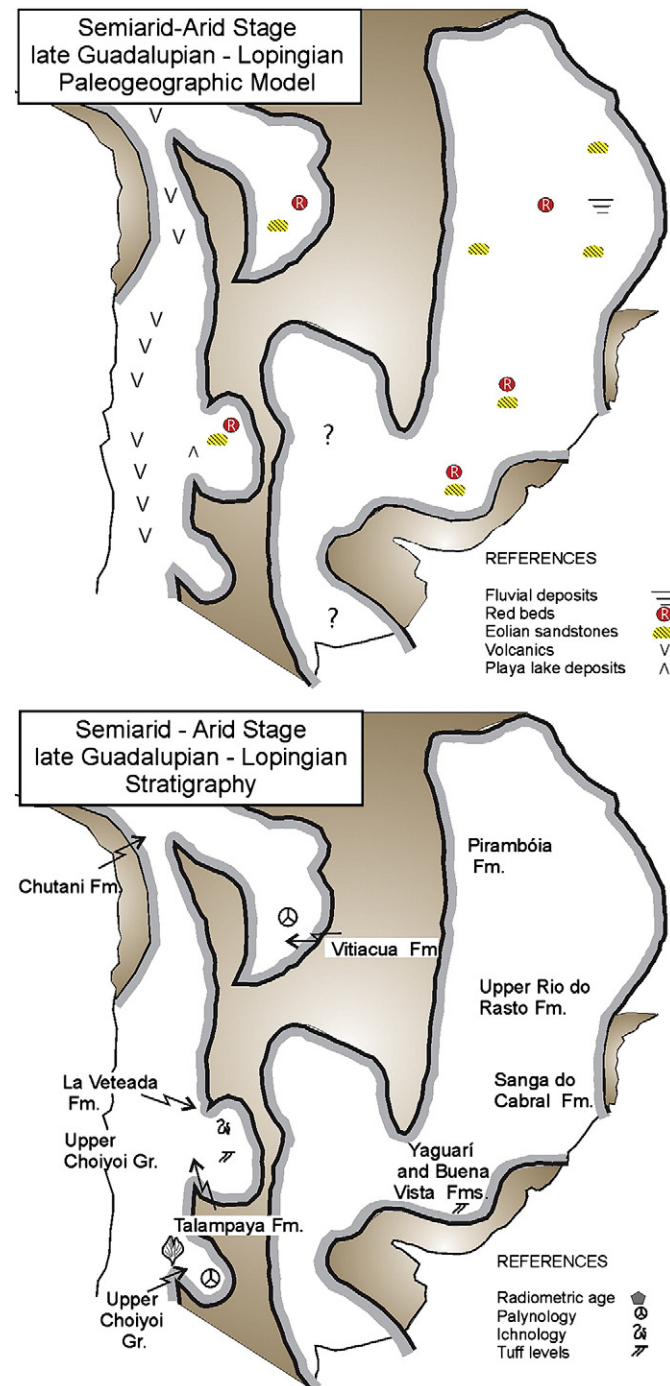 Semiarid-Arid Stage
late Guadalupian - Lopingian
Paleogeographic Model
V
V
V
R
R
V
V
V
V
R
R
?
V
Λ
V
R
V
V
?
REFERENCES
Fluvial deposits
Red beds R
Eolian sandstones
Volcanics V
Playa lake deposits Λ
Semiarid - Arid Stage
late Guadalupian - Lopingian
Stratigraphy
Chutani Fm.
Pirambóia
Fm.
Vitiacua Fm
Upper Rio do
Rasto Fm.
La Veteada
Fm.
Sanga do
Cabral Fm.
Upper
Choiyoi Gr.
Yaguarí
and Buena
Vista Fms.
Talampaya Fm.
Upper
Choiyoi
Gr.
REFERENCES
Radiometric age
Palynology
Ichnology
Tuff levels